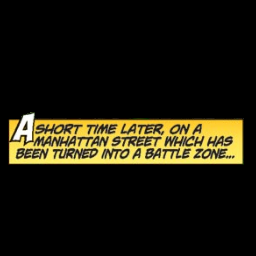 A SHORT TIME LATER, ON A
MANHATTAN STREET WHICH HAS
BEEN TURNED INTO A BATTLE ZONE...